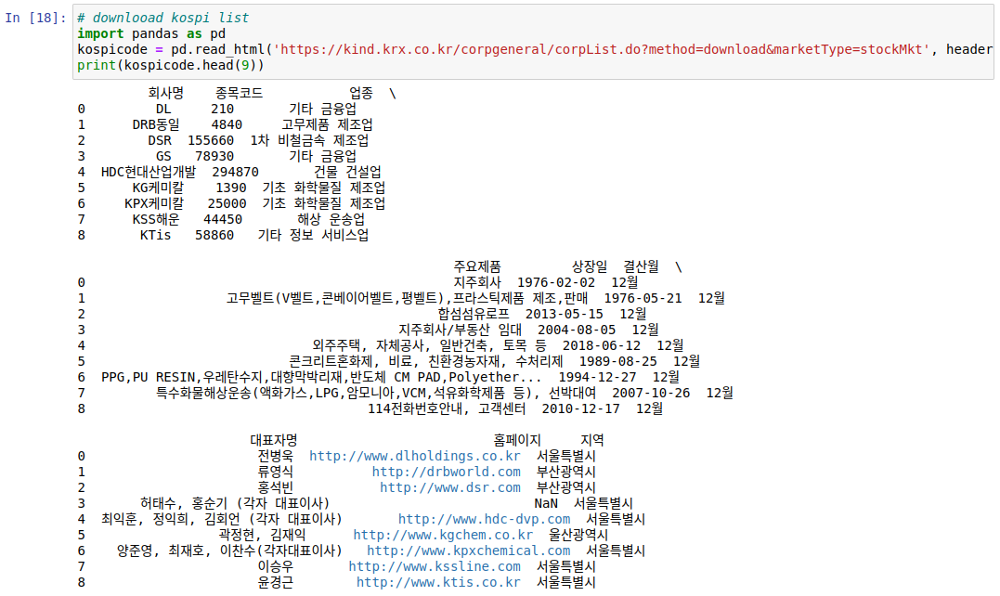 In [18]: # downlooad kospi list
import pandas as pd
kospicode = pd.read_html('https://kind.krx.co.kr/corpgeneral/corpList.do?method=download&marketType=stockMkt', header
print(kospicode.head(9))
회사명 종목코드 업종 \
0 DL 210 기타 금융업
1 DRB동일 4840 고무제품 제조업
2 DSR 155660 1차 비철금속 제조업
3 GS 78930 기타 금융업
4 HDC현대산업개발 294870 건물 건설업
5 KG케미칼 1390 기초 화학물질 제조업
6 KPX케미칼 25000 기초 화학물질 제조업
7 KSS해운 44450 해상 운송업
8 KTis 58860 기타 정보 서비스업
주요제품 상장일 결산월 \
0 지주회사 1976-02-02 12월
1 고무벨트(V벨트,콘베이어벨트,평벨트),프라스틱제품 제조,판매 1976-05-21 12월
2 합섬섬유로프 2013-05-15 12월
3 지주회사/부동산 임대 2004-08-05 12월
4 외주주택, 자체공사, 일반건축, 토목 등 2018-06-12 12월
5 콘크리트혼화제, 비료, 친환경농자재, 수처리제 1989-08-25 12월
6 PPG,PU RESIN,우레탄수지,대향막박리재,반도체 CM PAD,Polyether... 1994-12-27 12월
7 특수화물해상운송(액화가스,LPG,암모니아,VCM,석유화학제품 등), 선박대여 2007-10-26 12월
8 114전화번호안내, 고객센터 2010-12-17 12월
대표자명 홈페이지 지역
0 전병욱 http://www.dlholdings.co.kr 서울특별시
1 류영식 http://drbworld.com 부산광역시
2 홍석빈 http://www.dsr.com 부산광역시
3 허태수, 홍순기 (각자 대표이사) NaN 서울특별시
4 최익훈, 정익희, 김회언 (각자 대표이사) http://www.hdc-dvp.com 서울특별시
5 곽정현, 김재익 http://www.kgchem.co.kr 울산광역시
6 양준영, 최재호, 이찬수(각자대표이사) http://www.kpxchemical.com 서울특별시
7 이승우 http://www.kssline.com 서울특별시
8 윤경근 http://www.ktis.co.kr 서울특별시